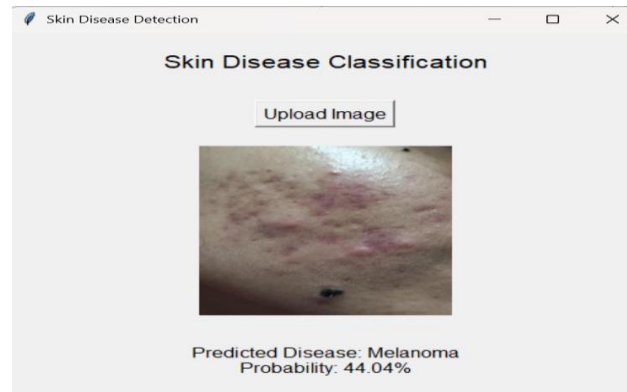 Skin Disease Detection
Skin Disease Classification
Upload Image
Predicted Disease: Melanoma
Probability: 44.04%